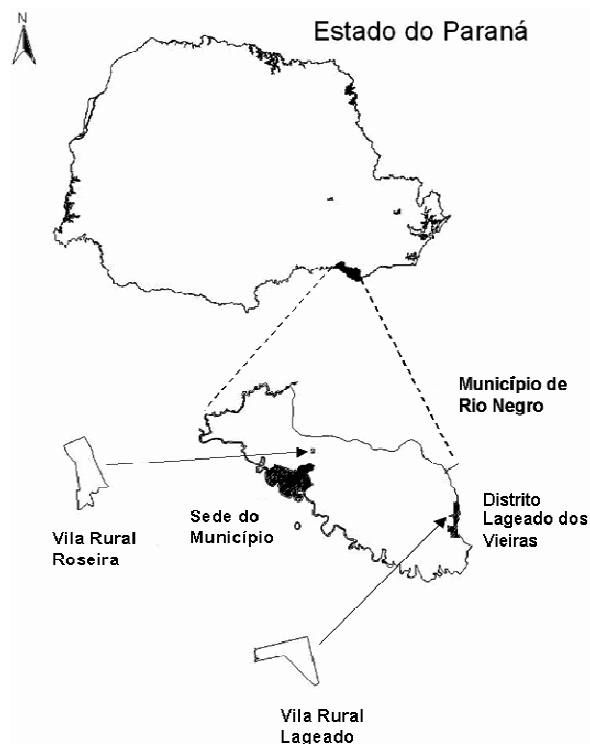 N
Estado do Paraná
Município de
Rio Negro
Distrito
Lageado dos
Vieiras
Sede do
Município
Vila Rural
Roseira
Vila Rural
Lageado